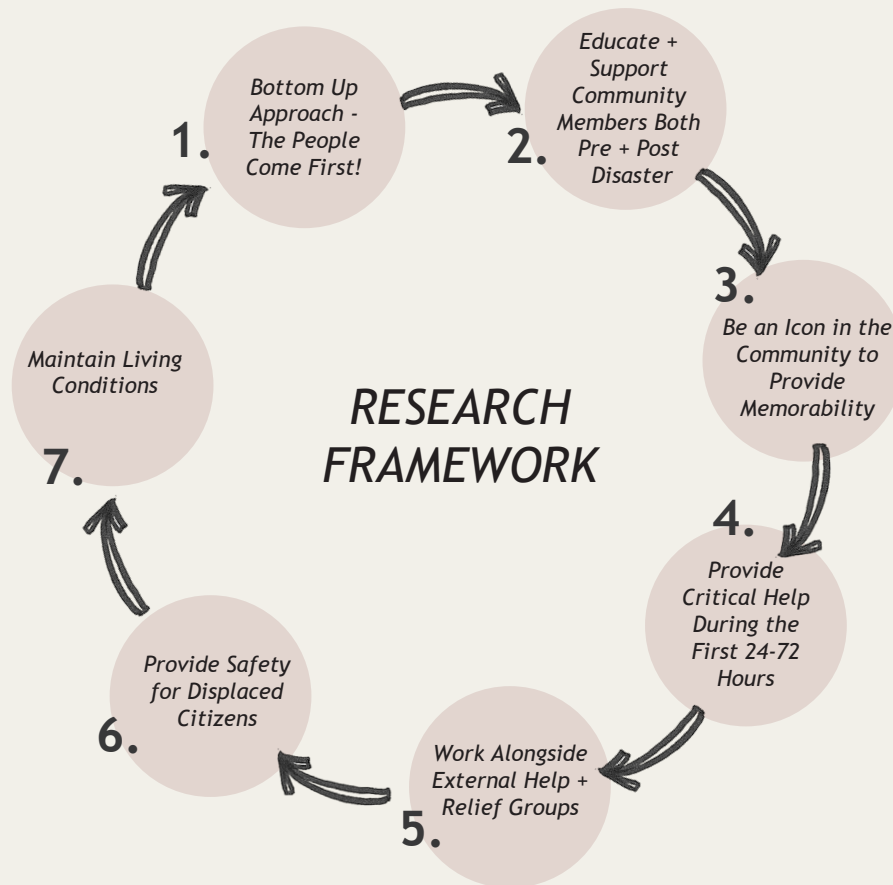 RESEARCH
FRAMEWORK
1.
Bottom Up
Approach -
The People
Come First!
2.
Educate +
Support
Community
Members Both
Pre + Post
Disaster
3.
Be an Icon in the
Community to
Provide
Memorability
4.
Provide
Critical Help
During the
First 24-72
Hours
5.
Work Alongside
External Help +
Relief Groups
6.
Provide Safety
for Displaced
Citizens
7.
Maintain Living
Conditions